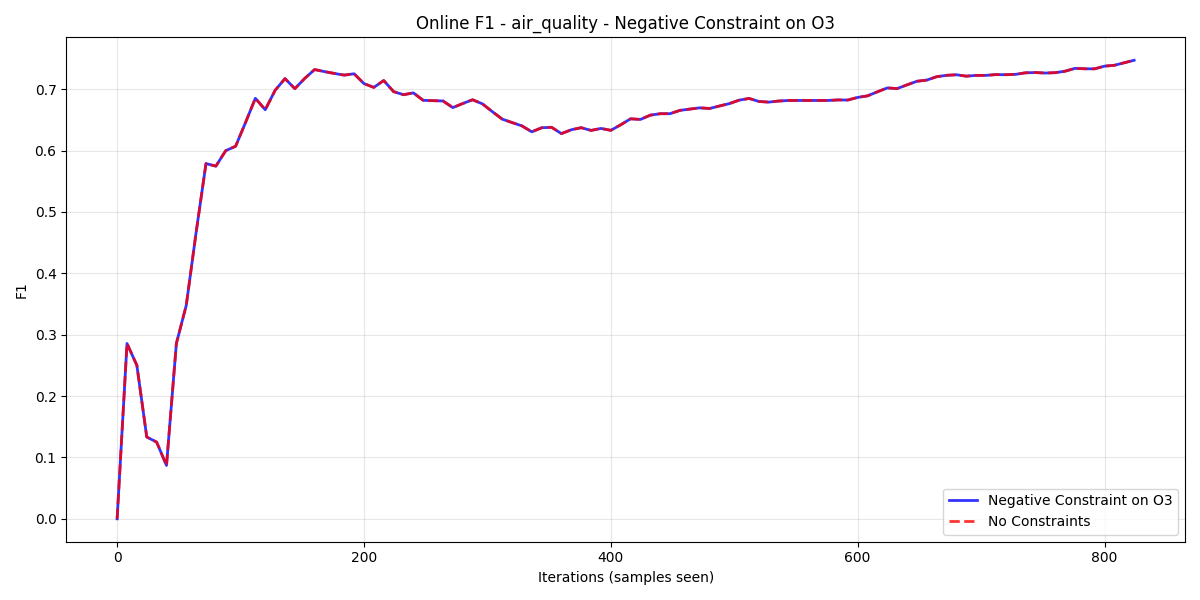 Online F1 - air_quality - Negative Constraint on O3
F1
0.7
0.6
0.5
0.4
0.3
0.2
0.1
0.0
0 200 400 600 800
Iterations (samples seen)
Negative Constraint on O3
No Constraints